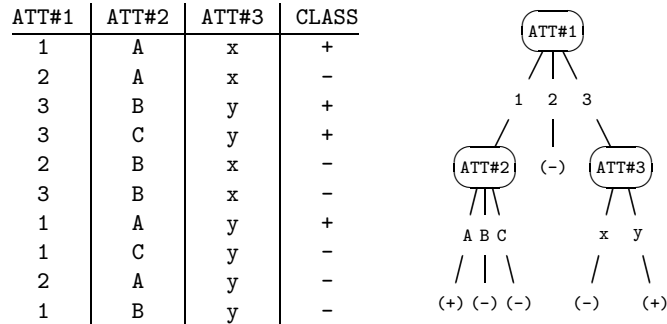 ATT#1 ATT#2 ATT#3 CLASS
1 A x +
2 A x -
3 B y +
3 C y +
2 B x -
3 B x -
1 A y +
1 C y -
2 A y -
1 B y -
ATT#1
1 2 3
ATT#2 (-) ATT#3
A B C x y
(+) (-) (-) (-) (+)